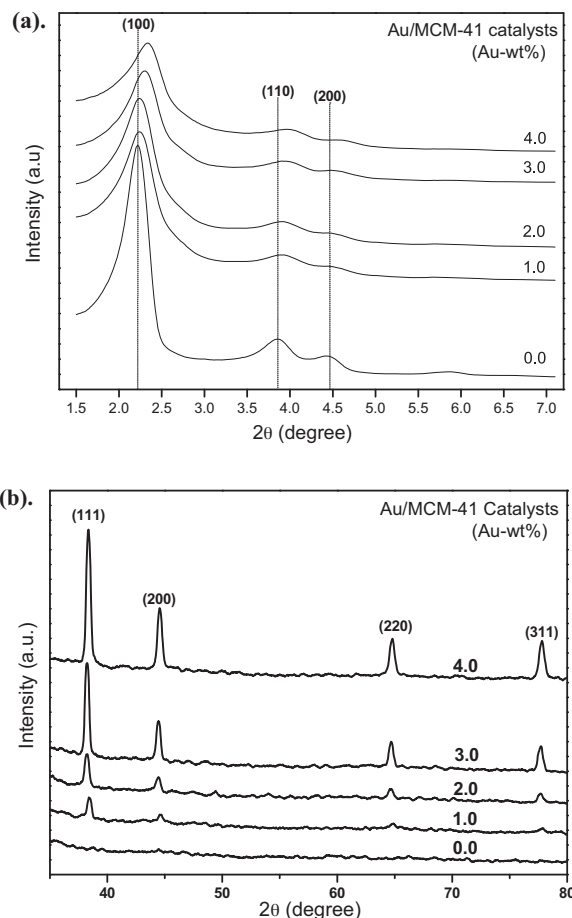 (a).
(100)
Au/MCM-41 catalysts
(Au-wt%)
(110)
(200)
4.0
3.0
2.0
1.0
0.0
Intensity (a.u)
1.5 2.0 2.5 3.0 3.5 4.0 4.5 5.0 5.5 6.0 6.5 7.0
2θ (degree)
(b).
(111)
Au/MCM-41 Catalysts
(Au-wt%)
(200)
(220)
(311)
4.0
3.0
2.0
1.0
0.0
Intensity (a.u.)
40 50 60 70 80
2θ (degree)